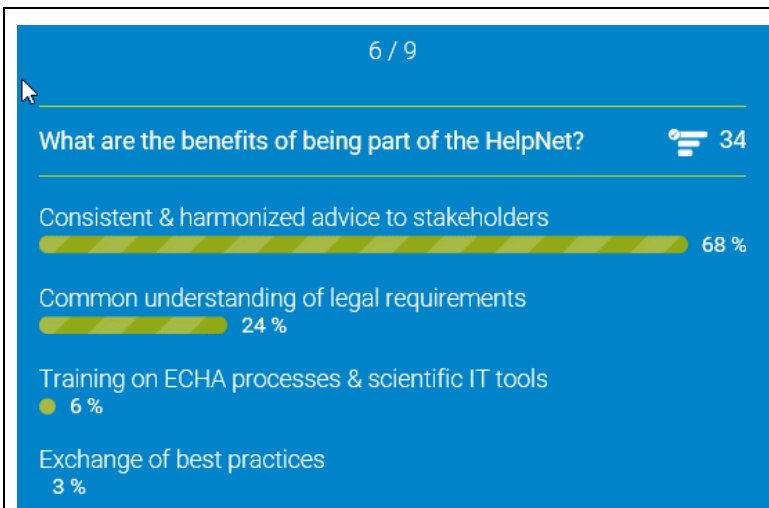 6 / 9
What are the benefits of being part of the HelpNet? 34
Consistent & harmonized advice to stakeholders
68 %
Common understanding of legal requirements
24 %
Training on ECHA processes & scientific IT tools
6 %
Exchange of best practices
3 %